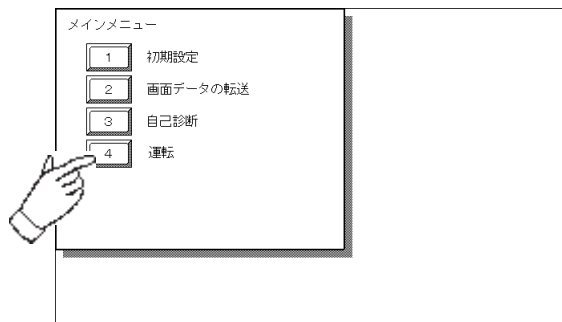 メインメニュー
1 初期設定
2 画面データの転送
3 自己診断
4 運転